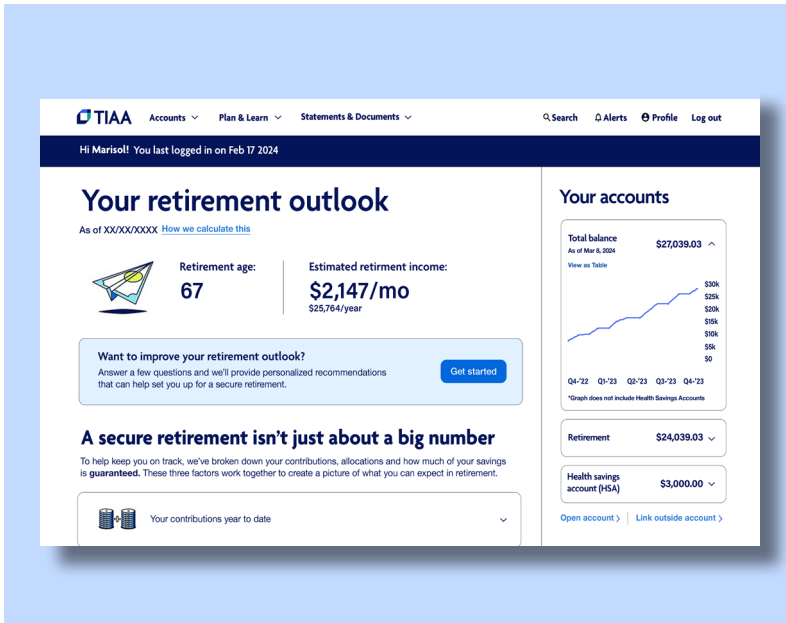 TIAA Accounts Plan & Learn Statements & Documents Search Alerts Profile Log out
Hi Marisol! You last logged in on Feb 17 2024
Your retirement outlook
As of XX/XX/XXXX How we calculate this
Retirement age:
67
Estimated retirment income:
$2,147/mo
$25,764/year
Want to improve your retirement outlook?
Answer a few questions and we'll provide personalized recommendations
that can help set you up for a secure retirement.
Get started
A secure retirement isn't just about a big number
To help keep you on track, we've broken down your contributions, allocations and how much of your savings
is guaranteed. These three factors work together to create a picture of what you can expect in retirement.
Your contributions year to date
Your accounts
Total balance
As of Mar 8, 2024
$27,039.03
View as Table
$30k
$25k
$20k
$15k
$10k
$5k
$0
Q4-'22 Q1-'23 Q2-'23 Q3-'23 Q4-'23
*Graph does not include Health Savings Accounts
Retirement $24,039.03
Health savings
account (HSA)
$3,000.00
Open account Link outside account